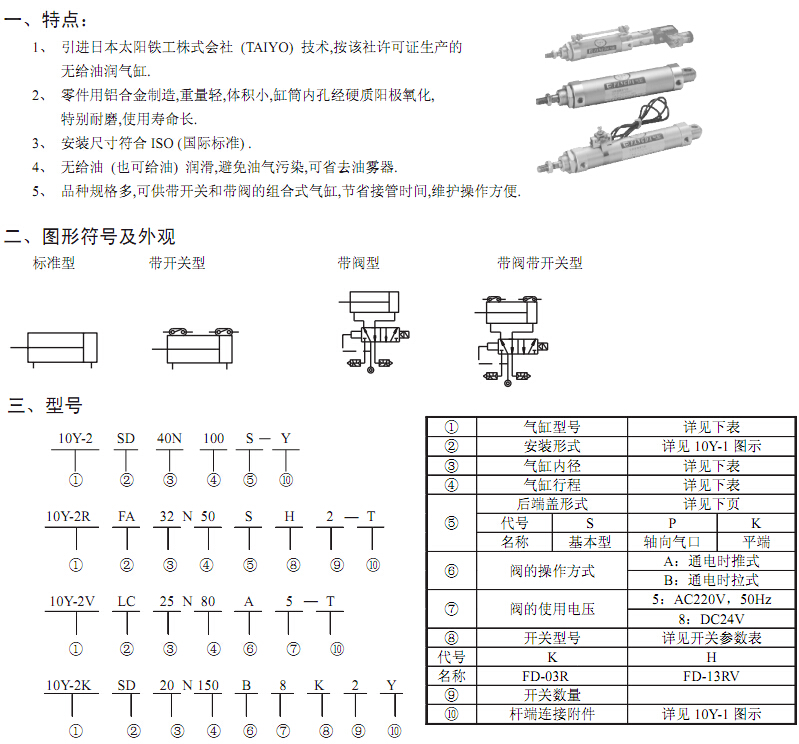 一、特点：
1、 引进日本太阳铁工株式会社 (TAIYO) 技术,按该社许可证生产的
无给油润气缸.
2、 零件用铝合金制造,重量轻,体积小,缸筒内孔经硬质阳极氧化,
特别耐磨,使用寿命长.
3、 安装尺寸符合 ISO (国际标准) .
4、 无给油 (也可给油) 润滑,避免油气污染,可省去油雾器.
5、 品种规格多,可供带开关和带阀的组合式气缸,节省接管时间,维护操作方便.
二、图形符号及外观
标准型 带开关型 带阀型 带阀带开关型
三、型号
10Y-2 SD 40N 100 S — Y
① ② ③ ④ ⑤ ⑩
10Y-2R FA 32 N 50 S H 2 — T
① ② ③ ④ ⑤ ⑧ ⑨ ⑩
10Y-2V LC 25 N 80 A 5 — T
① ② ③ ④ ⑥ ⑦ ⑩
10Y-2K SD 20 N 150 B 8 K 2 Y
① ② ③ ④ ⑥ ⑦ ⑧ ⑨ ⑩
① 气缸型号 详见下表
② 安装形式 详见 10Y-1 图示
③ 气缸内径 详见下表
④ 气缸行程 详见下表
⑤ 后端盖形式 详见下页
代号 S P K
名称 基本型 轴向气口 平端
⑥ 阀的操作方式 A：通电时推式
B：通电时拉式
⑦ 阀的使用电压 5：AC220V，50Hz
8：DC24V
⑧ 开关型号 详见开关参数表
代号 K H
名称 FD-03R FD-13RV
⑨ 开关数量
⑩ 杆端连接附件 详见 10Y-1 图示